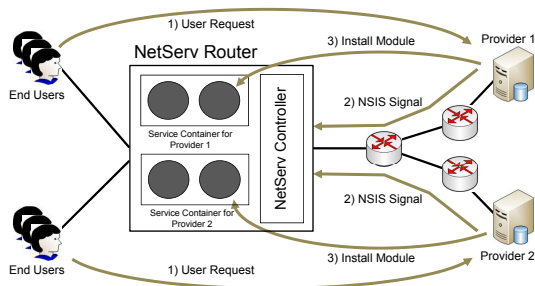 1) User Request
NetServ Router
3) Install Module
Provider 1
End Users
2) NSIS Signal
Service Container for
Provider 1
NetServ Controller
Service Container for
Provider 2
2) NSIS Signal
End Users
1) User Request
3) Install Module
Provider 2